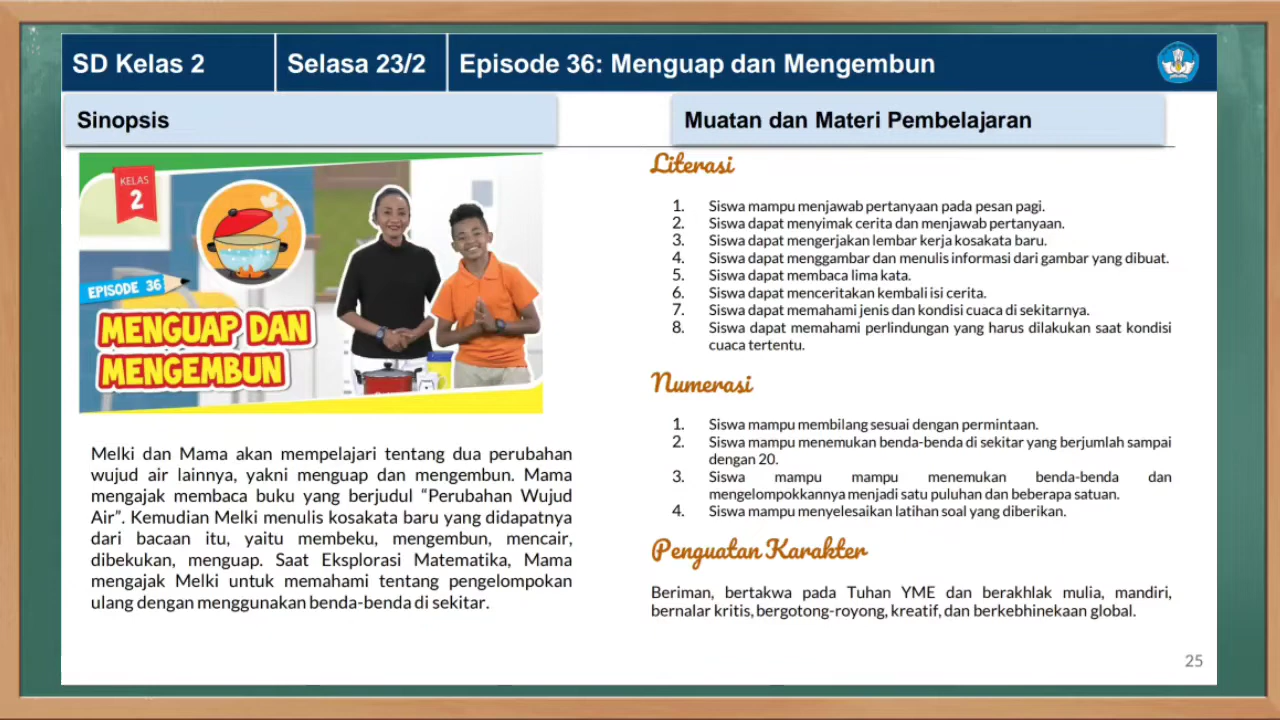 SD Kelas 2
Selasa 23/2
Episode 36: Menguap dan Mengembun
Sinopsis
KELAS
2
EPISODE 36
MENGUAP DAN
MENGEMBUN
Melki dan Mama akan mempelajari tentang dua perubahan
wujud air lainnya, yakni menguap dan mengembun. Mama
mengajak membaca buku yang berjudul “Perubahan Wujud
Air”. Kemudian Melki menulis kosakata baru yang didapatnya
dari bacaan itu, yaitu membeku, mengembun, mencair,
dibekukan, menguap. Saat Eksplorasi Matematika, Mama
mengajak Melki untuk memahami tentang pengelompokan
ulang dengan menggunakan benda-benda di sekitar.
Muatan dan Materi Pembelajaran
Literasi
1. Siswa mampu menjawab pertanyaan pada pesan pagi.
2. Siswa dapat menyimak cerita dan menjawab pertanyaan.
3. Siswa dapat mengerjakan lembar kerja kosakata baru.
4. Siswa dapat menggambar dan menulis informasi dari gambar yang dibuat.
5. Siswa dapat membaca lima kata.
6. Siswa dapat menceritakan kembali isi cerita.
7. Siswa dapat memahami jenis dan kondisi cuaca di sekitarnya.
8. Siswa dapat memahami perlindungan yang harus dilakukan saat kondisi
cuaca tertentu.
Numerasi
1. Siswa mampu membilang sesuai dengan permintaan.
2. Siswa mampu menemukan benda-benda di sekitar yang berjumlah sampai
dengan 20.
3. Siswa mampu mampu menemukan benda-benda dan
mengelompokkannya menjadi satu puluhan dan beberapa satuan.
4. Siswa mampu menyelesaikan latihan soal yang diberikan.
Penguatan Karakter
Beriman, bertakwa pada Tuhan YME dan berakhlak mulia, mandiri,
bernalar kritis, bergotong-royong, kreatif, dan berkebhinekaan global.
25